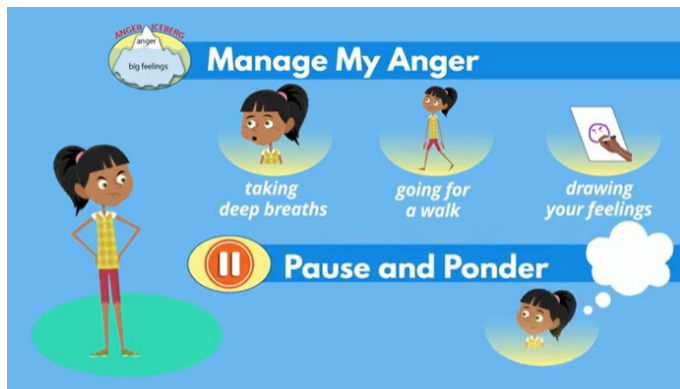 ANGER ICEBERG
anger
big feelings
Manage My Anger
taking
deep breaths
going for
a walk
drawing
your feelings
Pause and Ponder